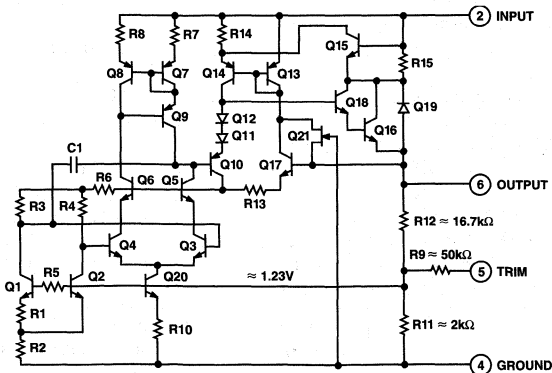 2 INPUT
R8 R7 R14 Q15
R15
Q8 Q7 Q14 Q13
Q18 Q19
Q9 Q12 Q16
Q11 Q21
C1
Q10 Q17
R6 Q6 Q5
6 OUTPUT
R3 R4 R13
R12 ≈ 16.7kΩ
Q4 Q3
R9 ≈ 50kΩ
5 TRIM
Q1 R5 Q2 Q20 ≈ 1.23V
R1
R10 R11 ≈ 2kΩ
R2
4 GROUND